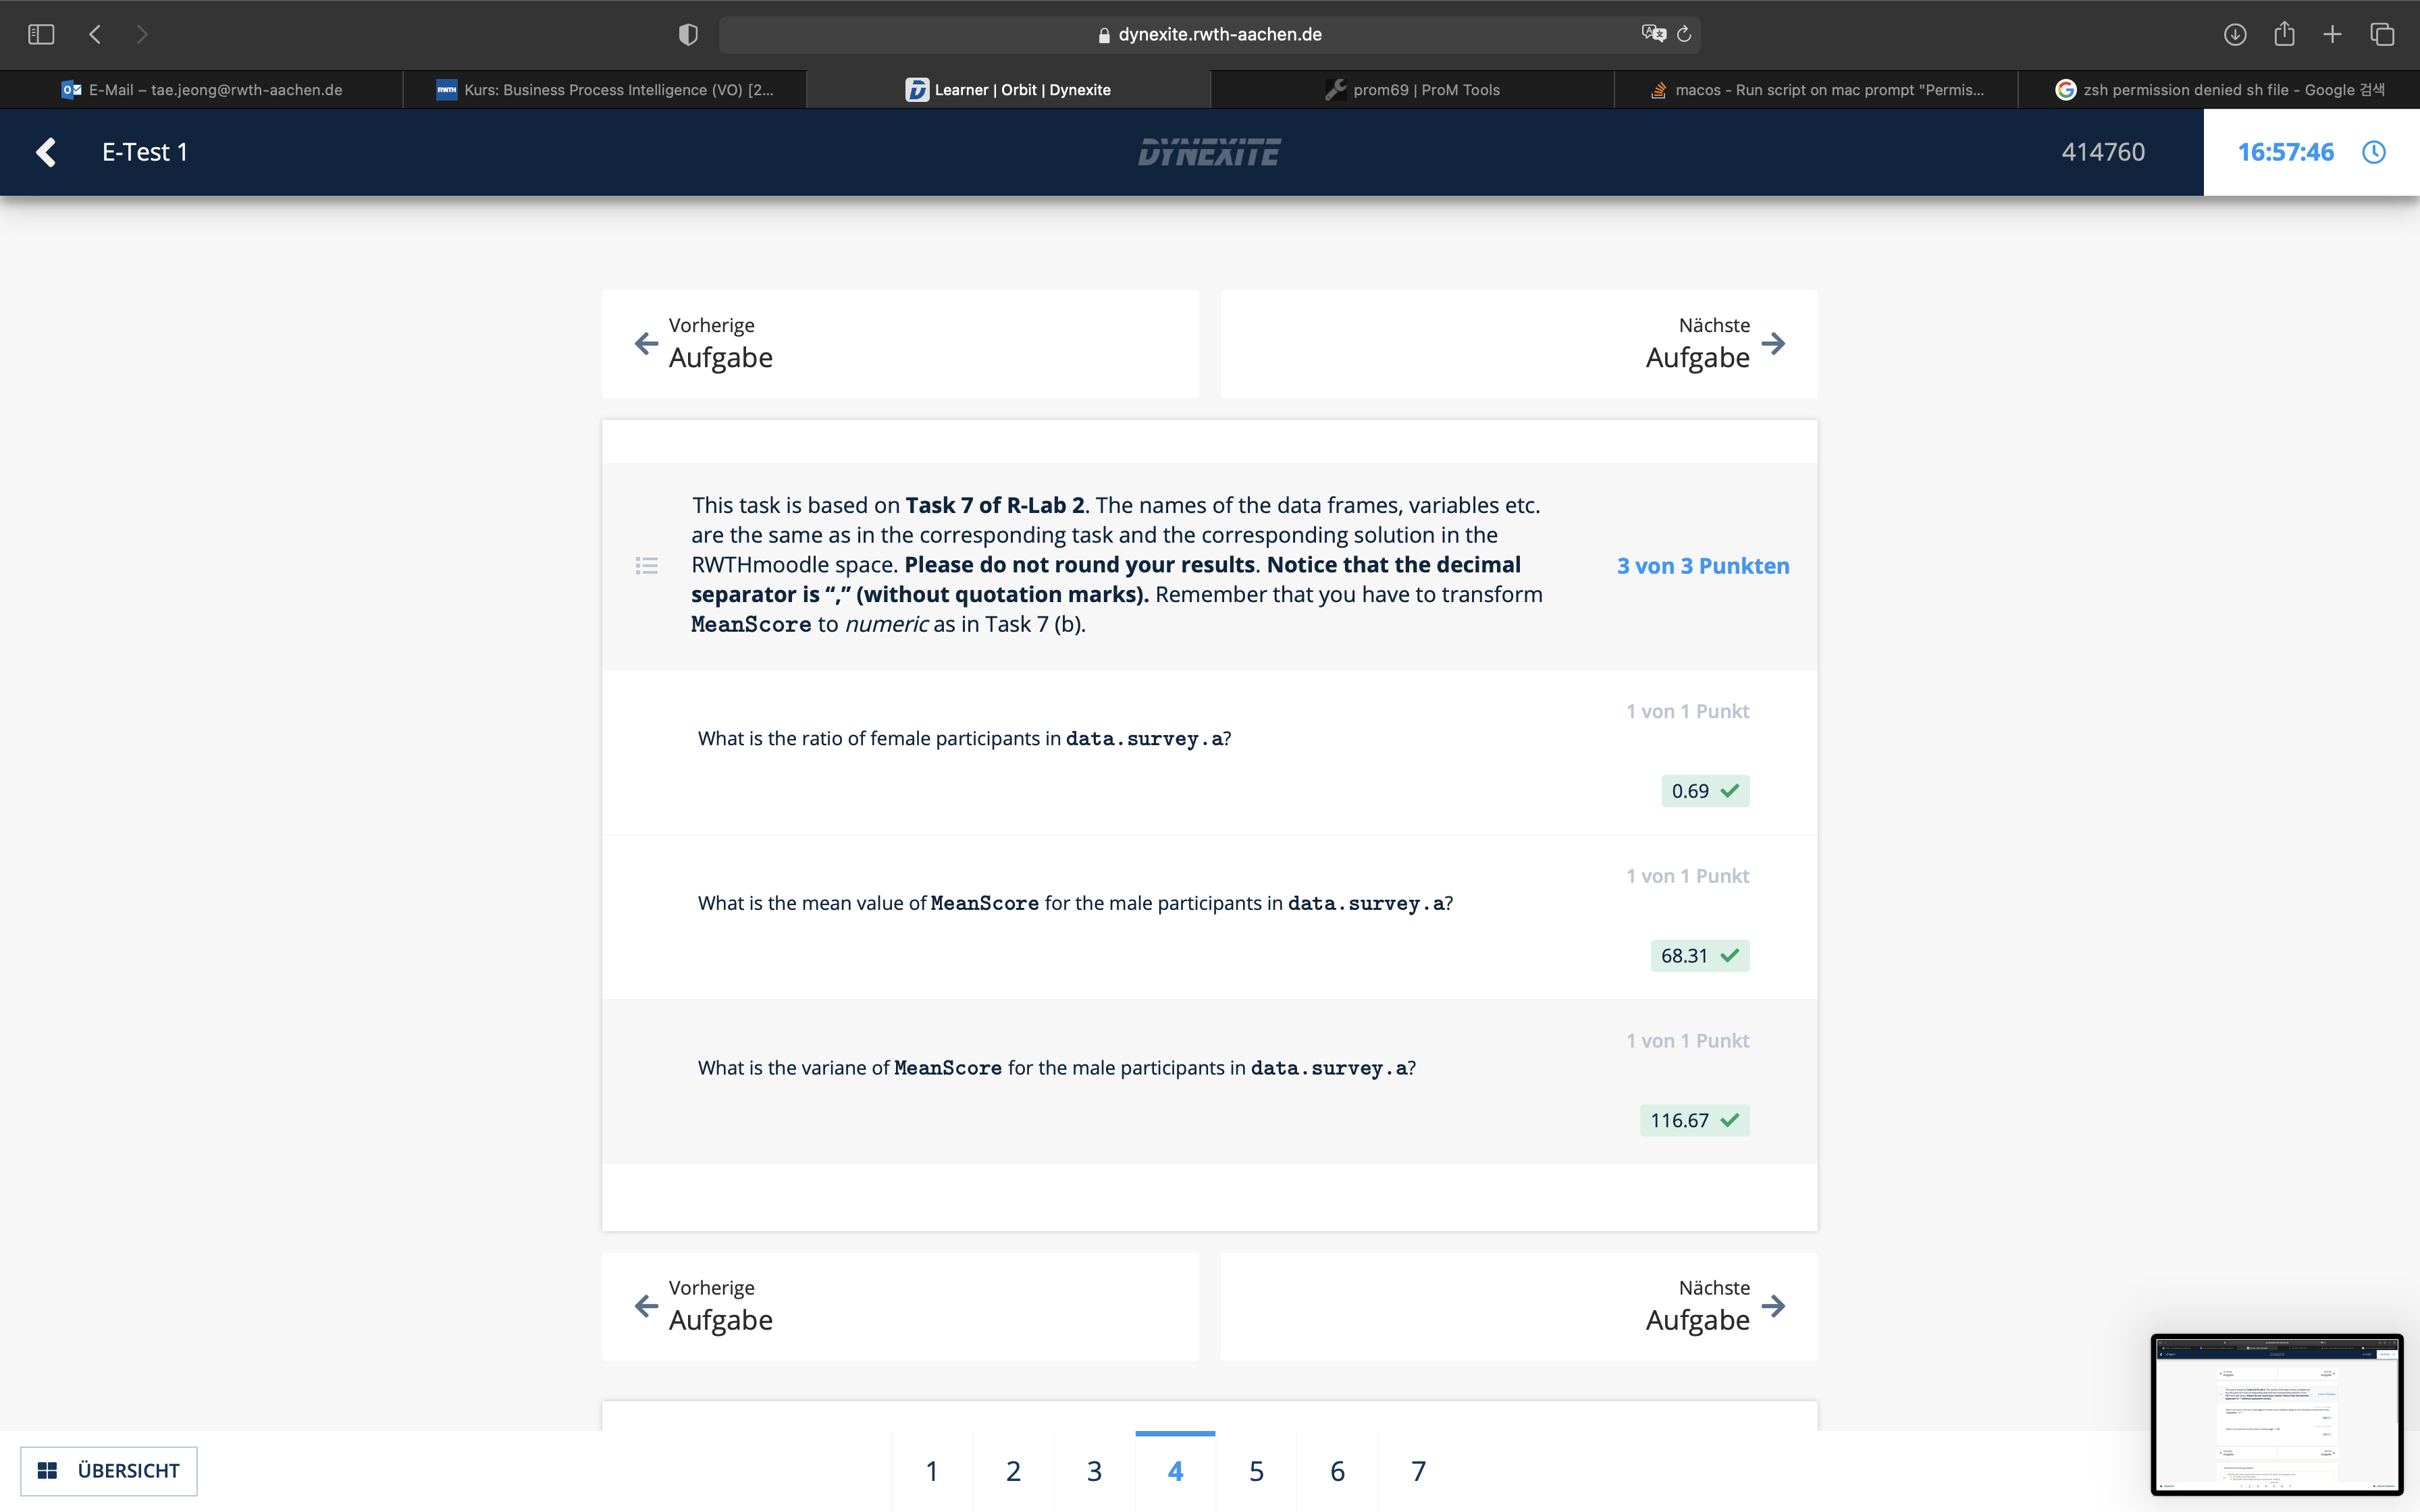 dynexite.rwth-aachen.de
E-Mail – tae.jeong@rwth-aachen.de
Kurs: Business Process Intelligence (VO) [2...
Learner | Orbit | Dynexite
prom69 | ProM Tools
macos - Run script on mac prompt "Permis...
zsh permission denied sh file - Google 검색
E-Test 1
DYNEXITE
414760
16:57:46
Vorherige
Aufgabe
Nächste
Aufgabe
This task is based on Task 7 of R-Lab 2. The names of the data frames, variables etc.
are the same as in the corresponding task and the corresponding solution in the
RWTHmoodle space. Please do not round your results. Notice that the decimal
separator is “,” (without quotation marks). Remember that you have to transform
MeanScore to numeric as in Task 7 (b).
3 von 3 Punkten
1 von 1 Punkt
What is the ratio of female participants in data.survey.a?
0.69
1 von 1 Punkt
What is the mean value of MeanScore for the male participants in data.survey.a?
68.31
1 von 1 Punkt
What is the variane of MeanScore for the male participants in data.survey.a?
116.67
Vorherige
Aufgabe
Nächste
Aufgabe
ÜBERSICHT
1 2 3 4 5 6 7